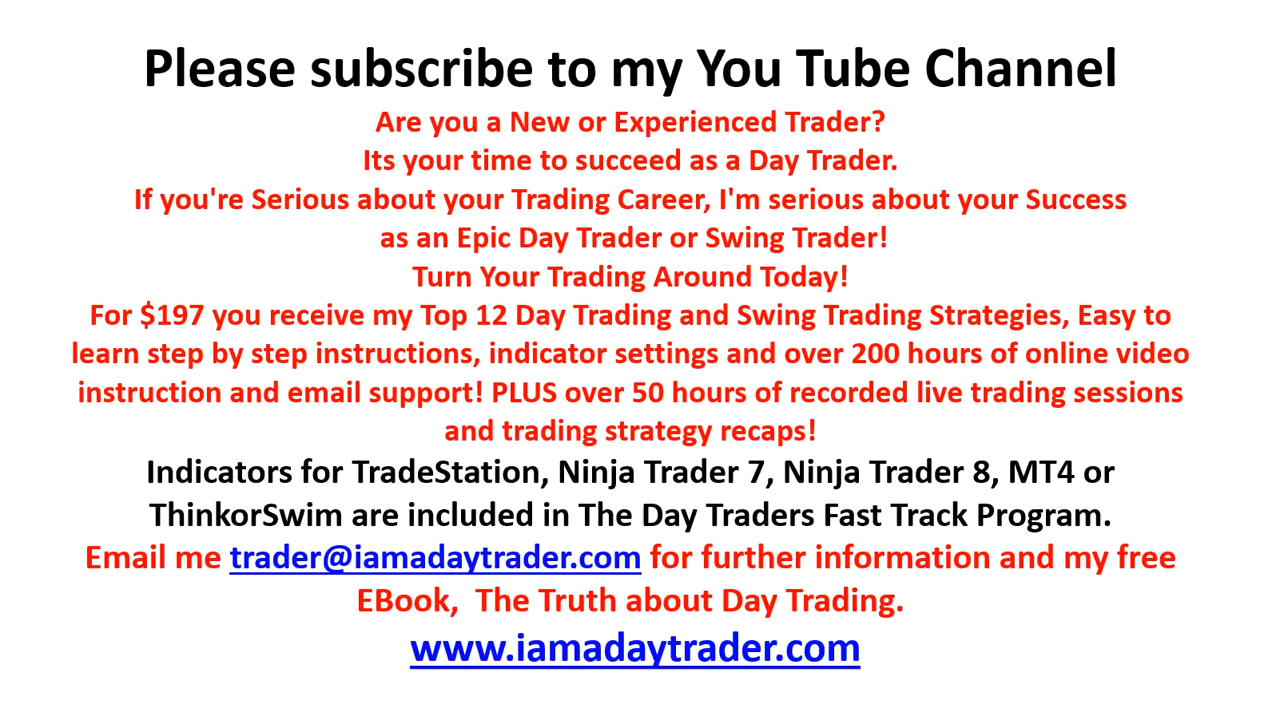 Please subscribe to my You Tube Channel
Are you a New or Experienced Trader?
Its your time to succeed as a Day Trader.
If you're Serious about your Trading Career, I'm serious about your Success
as an Epic Day Trader or Swing Trader!
Turn Your Trading Around Today!
For $197 you receive my Top 12 Day Trading and Swing Trading Strategies, Easy to
learn step by step instructions, indicator settings and over 200 hours of online video
instruction and email support! PLUS over 50 hours of recorded live trading sessions
and trading strategy recaps!
Indicators for TradeStation, Ninja Trader 7, Ninja Trader 8, MT4 or
ThinkorSwim are included in The Day Traders Fast Track Program.
Email me trader@iamadaytrader.com for further information and my free
EBook,  The Truth about Day Trading.
www.iamadaytrader.com